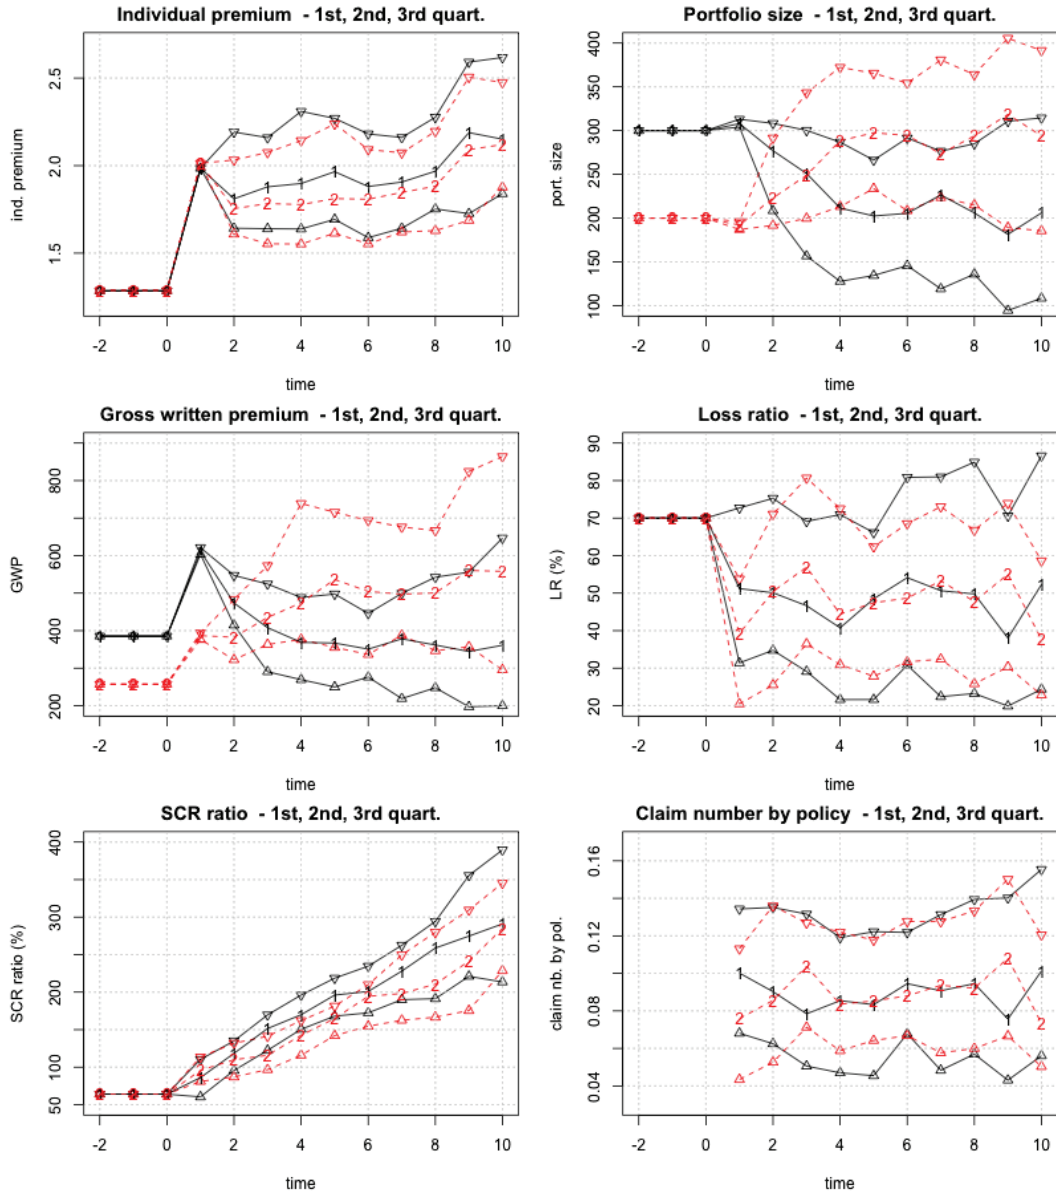 Individual premium - 1st, 2nd, 3rd quart.
ind. premium
2.5
2.0
1.5
-2 0 2 4 6 8 10
time
Portfolio size - 1st, 2nd, 3rd quart.
port. size
400
350
300
250
200
150
100
-2 0 2 4 6 8 10
time
Gross written premium - 1st, 2nd, 3rd quart.
GWP
800
600
400
200
-2 0 2 4 6 8 10
time
Loss ratio - 1st, 2nd, 3rd quart.
LR (%)
90
80
70
60
50
40
30
20
-2 0 2 4 6 8 10
time
SCR ratio - 1st, 2nd, 3rd quart.
SCR ratio (%)
400
300
200
100
50
-2 0 2 4 6 8 10
time
Claim number by policy - 1st, 2nd, 3rd quart.
claim nb. by pol.
0.16
0.12
0.08
0.04
-2 0 2 4 6 8 10
time